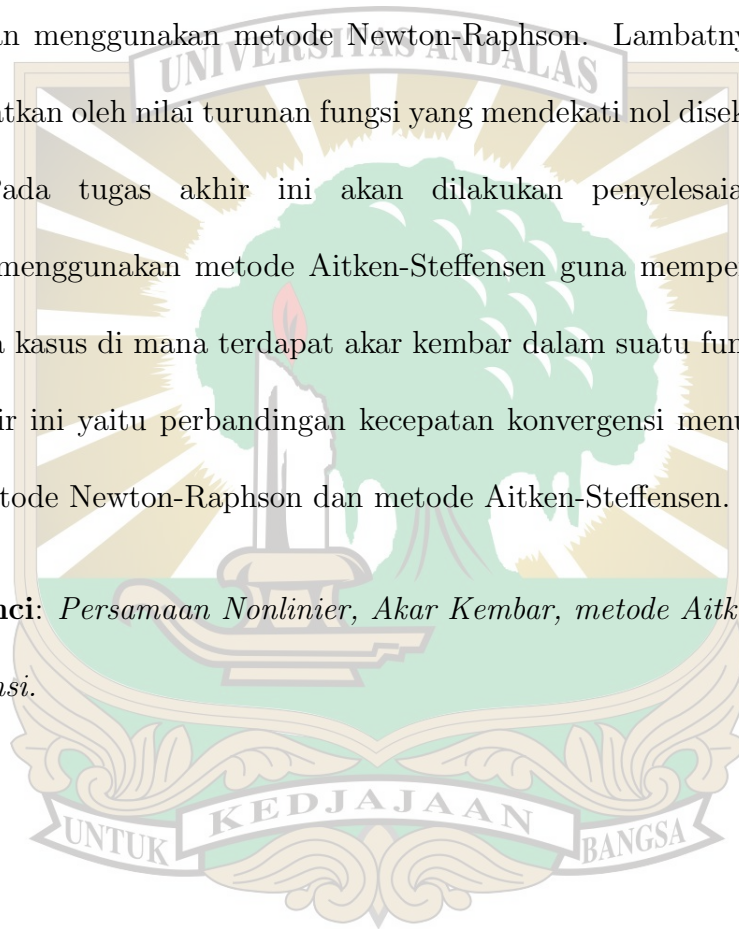 an menggunakan metode Newton-Raphson. Lambatny
UNIVERSITAS ANDALAS
atkan oleh nilai turunan fungsi yang mendekati nol disek
Pada tugas akhir ini akan dilakukan penyelesaia
menggunakan metode Aitken-Steffensen guna mempe
a kasus di mana terdapat akar kembar dalam suatu fun
ir ini yaitu perbandingan kecepatan konvergensi menu
tode Newton-Raphson dan metode Aitken-Steffensen.
nci: Persamaan Nonlinier, Akar Kembar, metode Aitk
nsi.
UNTUK KEDJAJAAN BANGSA